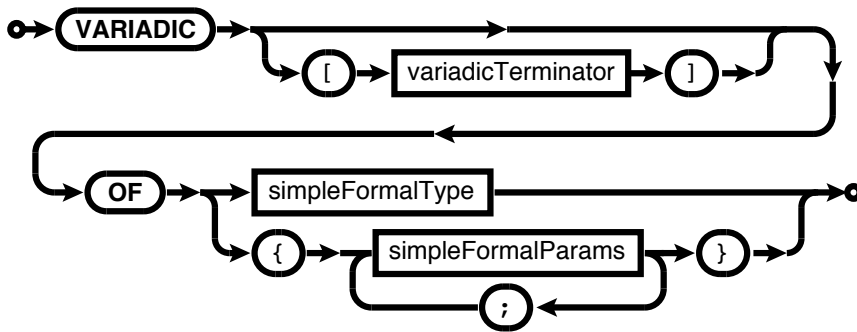 VARIADIC
[ variadicTerminator ]
OF simpleFormalType
{ simpleFormalParams }
;